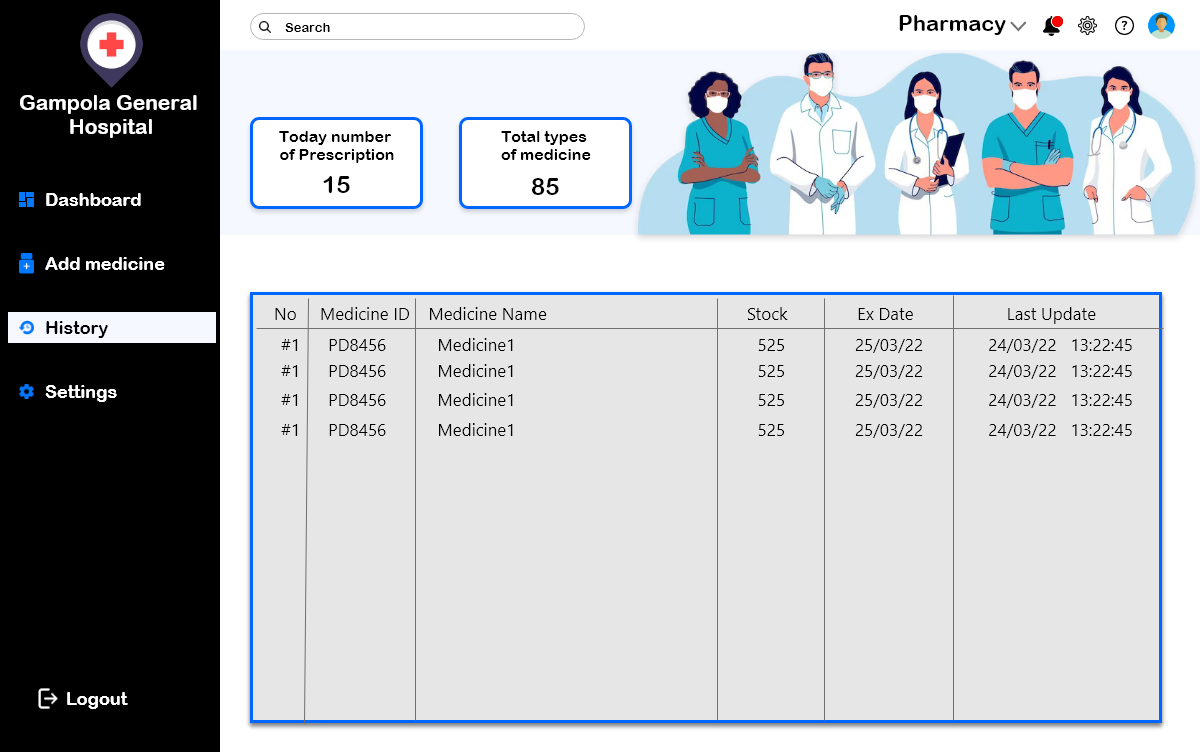 Gampola General
Hospital
Dashboard
Add medicine
History
Settings
Logout
Search
Pharmacy
Today number
of Prescription
15
Total types
of medicine
85
No Medicine ID Medicine Name Stock Ex Date Last Update
#1 PD8456 Medicine1 525 25/03/22 24/03/22 13:22:45
#1 PD8456 Medicine1 525 25/03/22 24/03/22 13:22:45
#1 PD8456 Medicine1 525 25/03/22 24/03/22 13:22:45
#1 PD8456 Medicine1 525 25/03/22 24/03/22 13:22:45